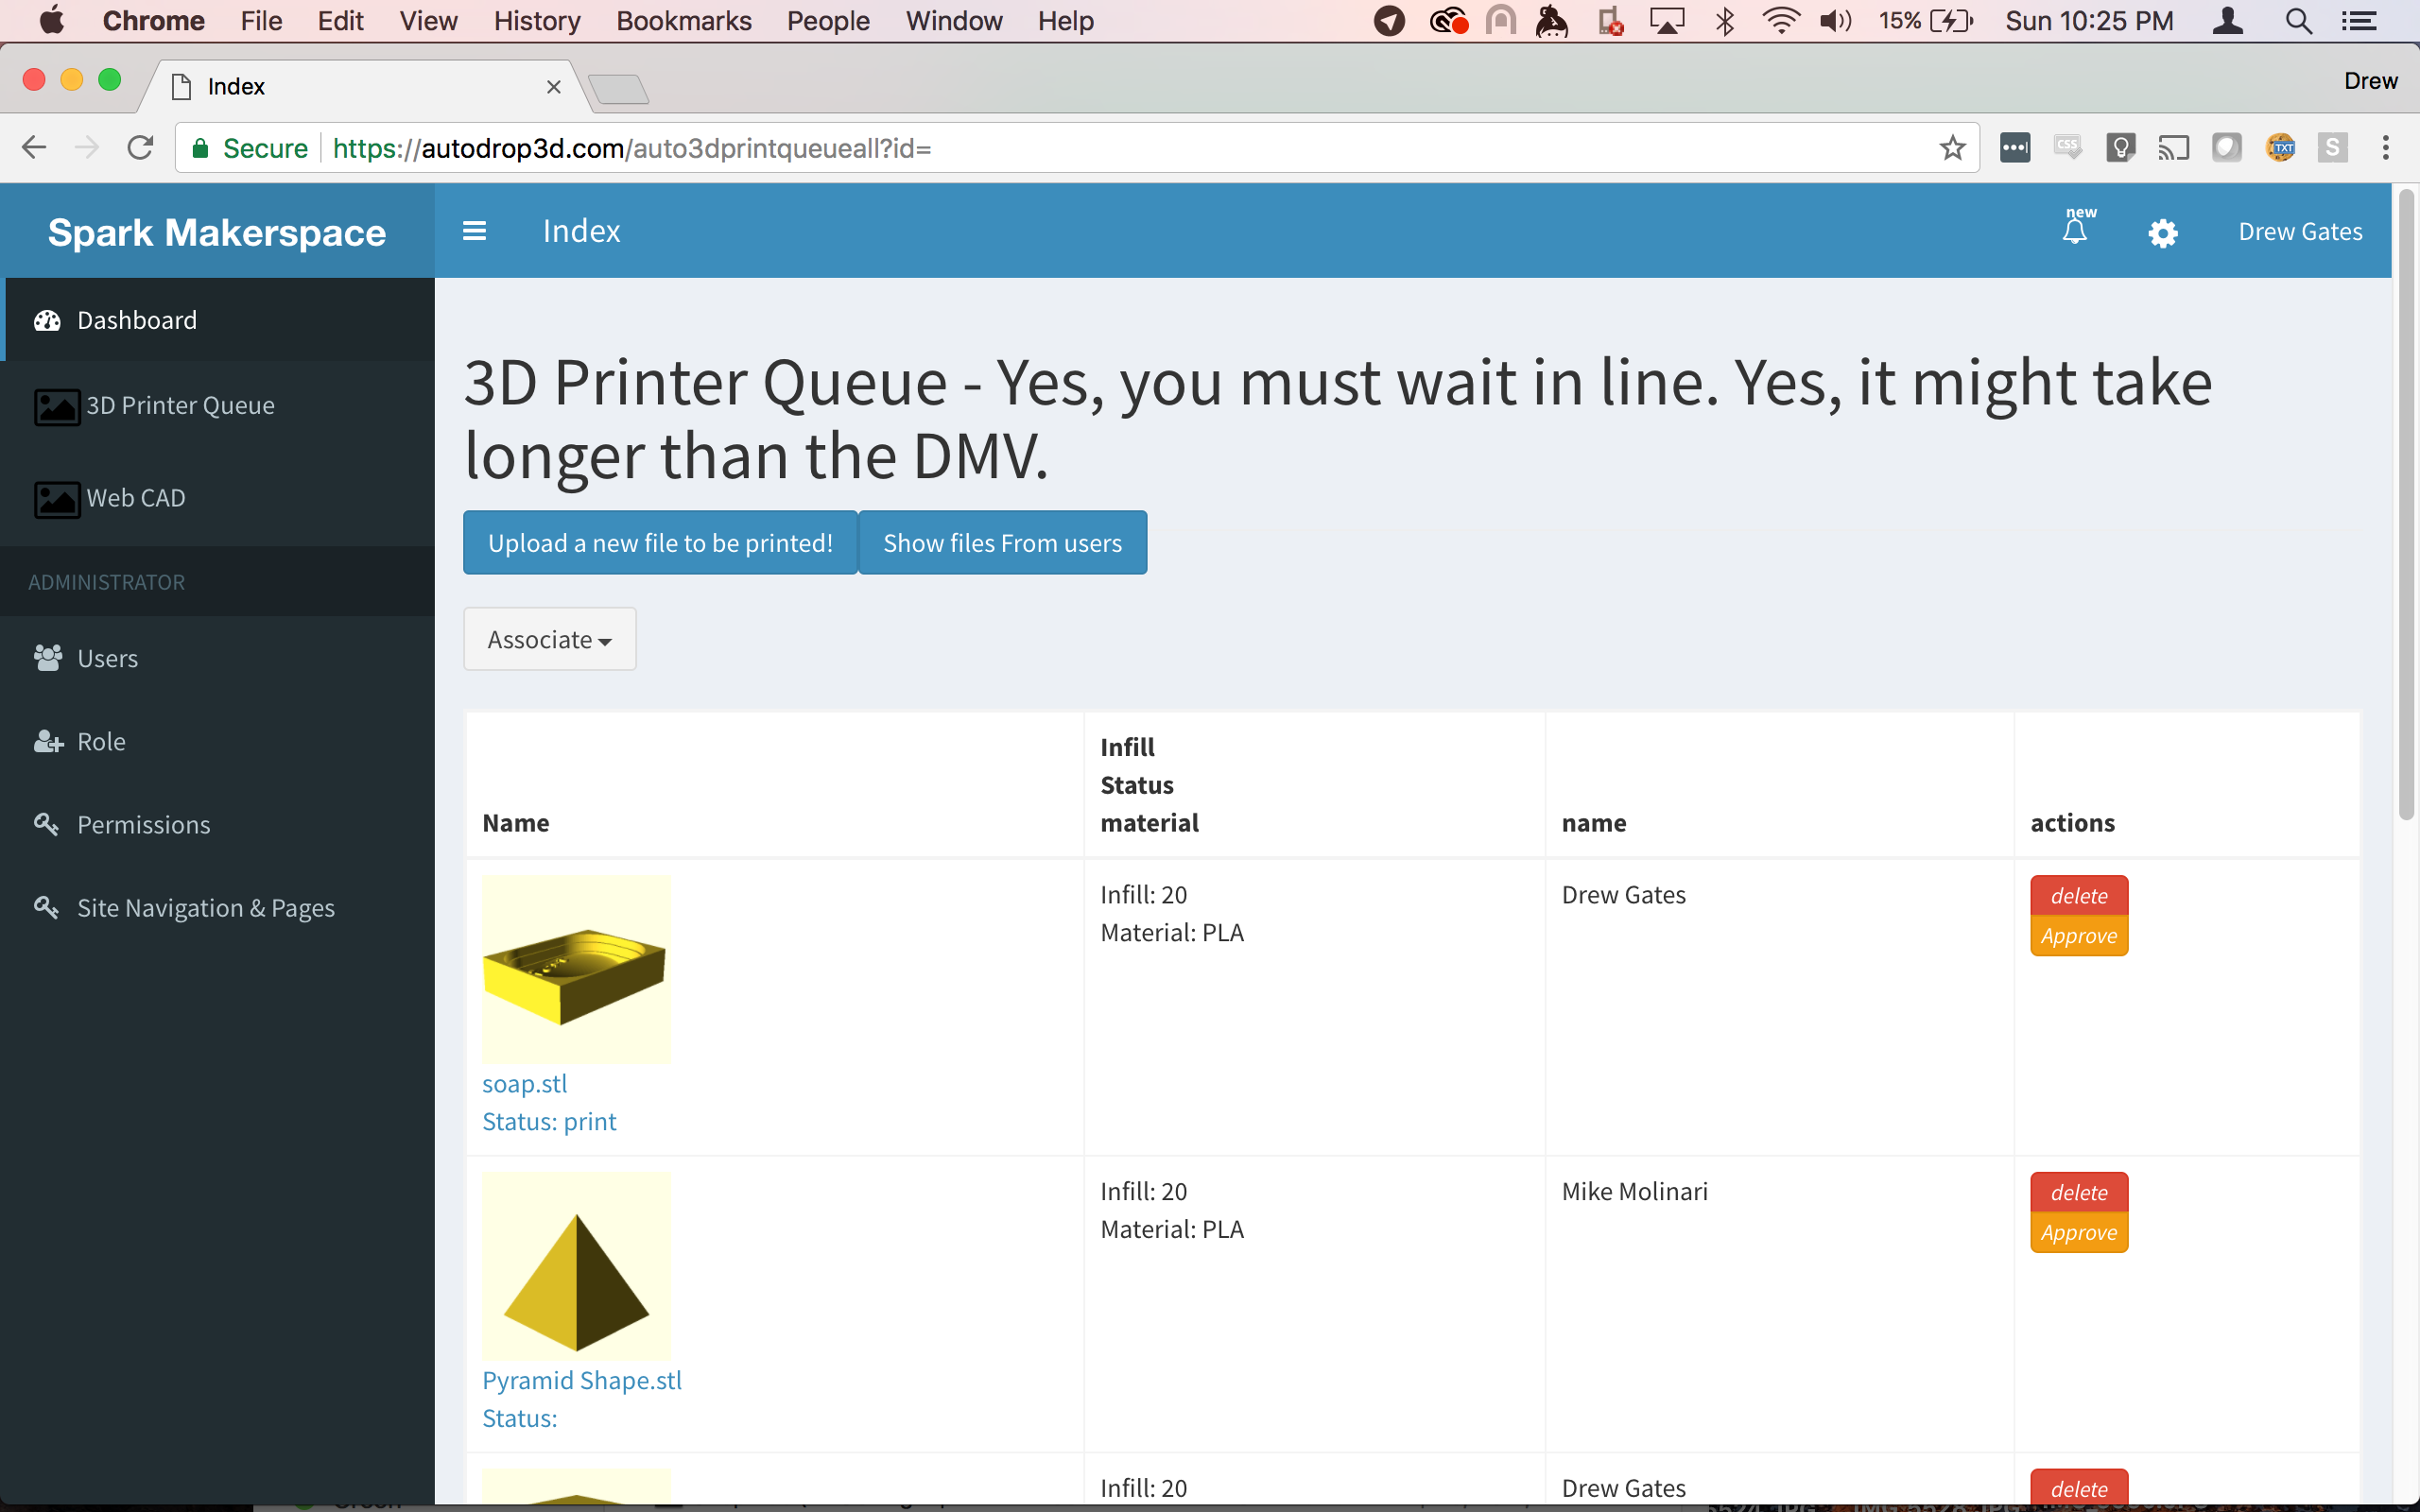 Chrome File Edit View History Bookmarks People Window Help 15% Sun 10:25 PM
Index Drew
Secure https://autodrop3d.com/auto3dprintqueueall?id= CSS TXT S
Spark Makerspace Index new Drew Gates
Dashboard
3D Printer Queue
Web CAD
ADMINISTRATOR
Users
Role
Permissions
Site Navigation & Pages
3D Printer Queue - Yes, you must wait in line. Yes, it might take
longer than the DMV.
Upload a new file to be printed! Show files From users
Associate
Infill
Status
Name material name actions
Infill: 20 Drew Gates delete
Material: PLA Approve
soap.stl
Status: print
Infill: 20 Mike Molinari delete
Material: PLA Approve
Pyramid Shape.stl
Status:
Infill: 20 Drew Gates delete